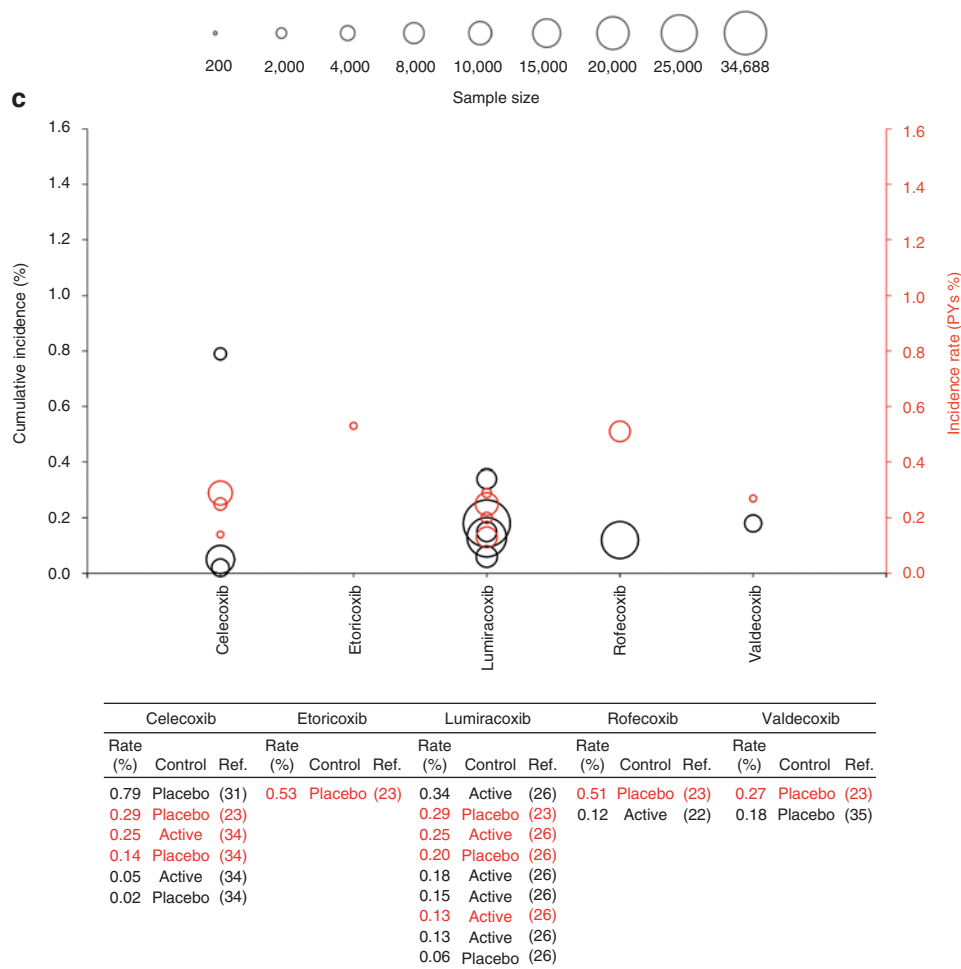 200 2,000 4,000 8,000 10,000 15,000 20,000 25,000 34,688
Sample size
c
Cumulative incidence (%)
1.6
1.4
1.2
1.0
0.8
0.6
0.4
0.2
0.0
1.6
1.4
1.2
1.0
0.8
0.6
0.4
0.2
0.0
Incidence rate (PYs %)
Celecoxib
Etoricoxib
Lumiracoxib
Rofecoxib
Valdecoxib
Celecoxib Etoricoxib Lumiracoxib Rofecoxib Valdecoxib
Rate Rate Rate Rate Rate
(%) Control Ref. (%) Control Ref. (%) Control Ref. (%) Control Ref. (%) Control Ref.
0.79 Placebo (31) 0.53 Placebo (23) 0.34 Active (26) 0.51 Placebo (23) 0.27 Placebo (23)
0.29 Placebo (23) 0.29 Placebo (23) 0.12 Active (22) 0.18 Placebo (35)
0.25 Active (34) 0.25 Active (26)
0.14 Placebo (34) 0.20 Placebo (26)
0.05 Active (34) 0.18 Active (26)
0.02 Placebo (34) 0.15 Active (26)
0.13 Active (26)
0.13 Active (26)
0.06 Placebo (26)